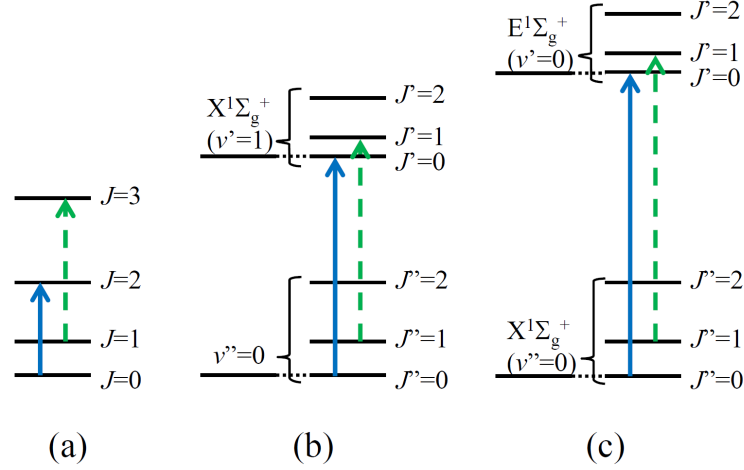 J=3
J=2
J=1
J=0
(a)
X¹Σg⁺
(v’=1)
J’=2
J’=1
J’=0
v”=0
J”=2
J”=1
J”=0
(b)
E¹Σg⁺
(v’=0)
J’=2
J’=1
J’=0
X¹Σg⁺
(v”=0)
J”=2
J”=1
J”=0
(c)